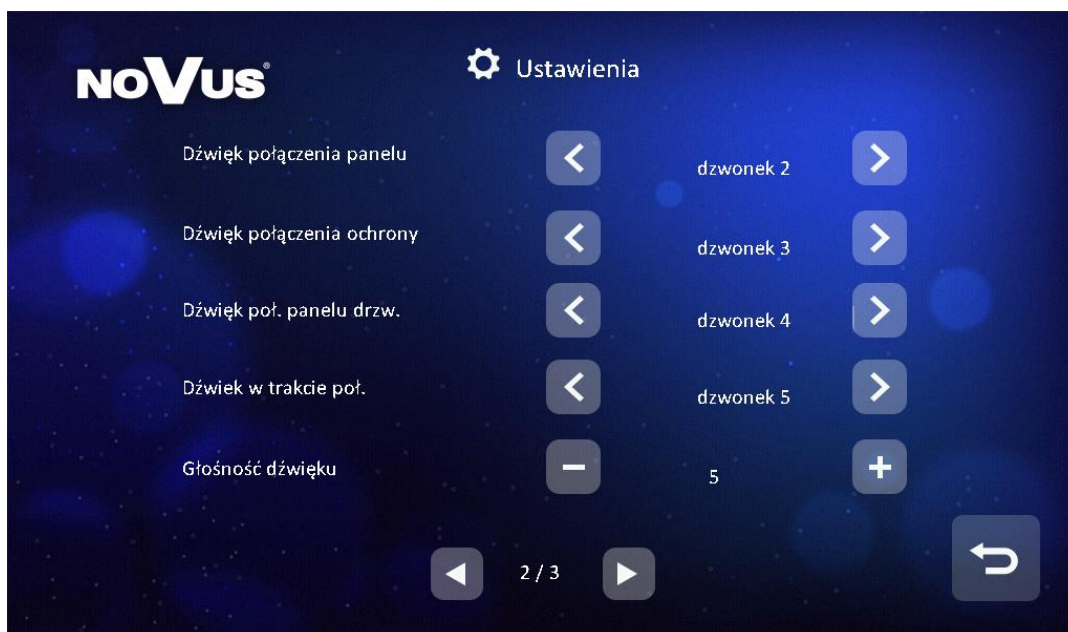 NOVUS®
Ustawienia
Dźwięk połączenia panelu
dzwonek 2
Dźwięk połączenia ochrony
dzwonek 3
Dźwięk poł. panelu drzw.
dzwonek 4
Dźwiek w trakcie poł.
dzwonek 5
Głośność dźwięku
5
2 / 3